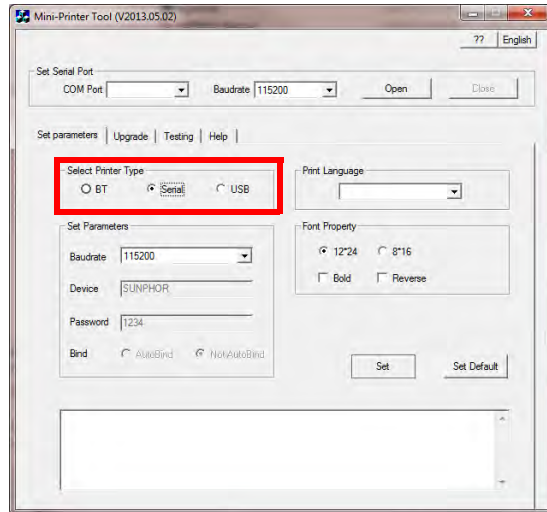 Mini-Printer Tool (V2013.05.02)
?? English
Set Serial Port
COM Port Baudrate 115200 Open Close
Set parameters Upgrade Testing Help
Select Printer Type
BT Serial USB
Print Language
Set Parameters
Baudrate 115200
Device SUNPHOR
Password 1234
Bind AutoBind NotAutoBind
Font Property
12*24 8*16
Bold Reverse
Set Set Default